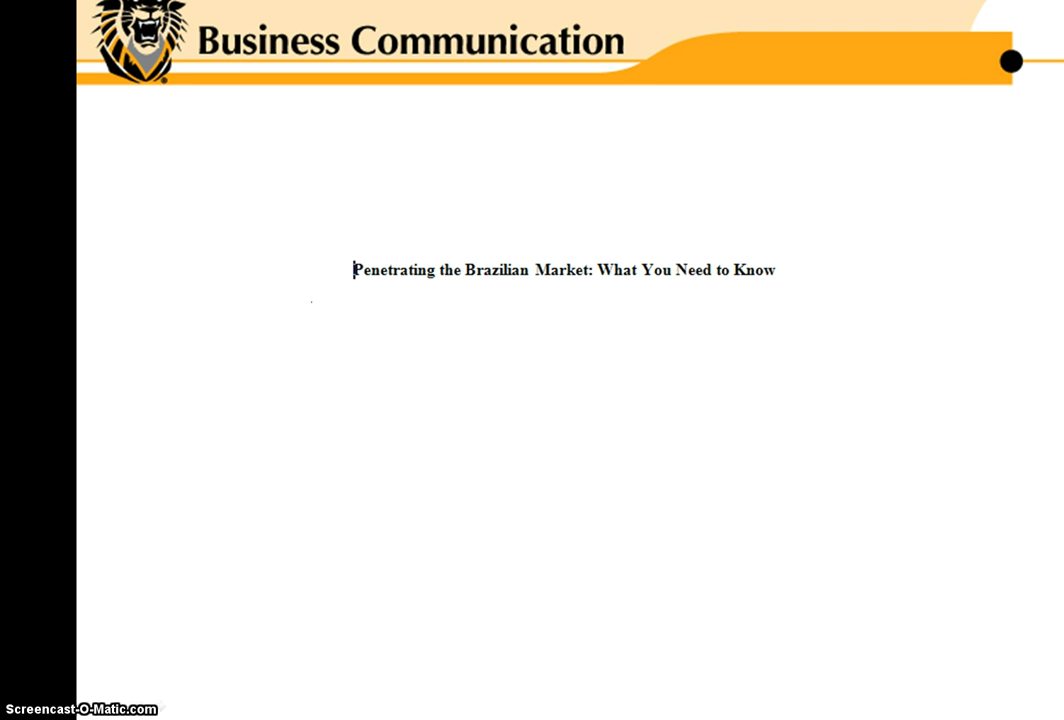 Business Communication
Penetrating the Brazilian Market: What You Need to Know
Screencast-O-Matic.com